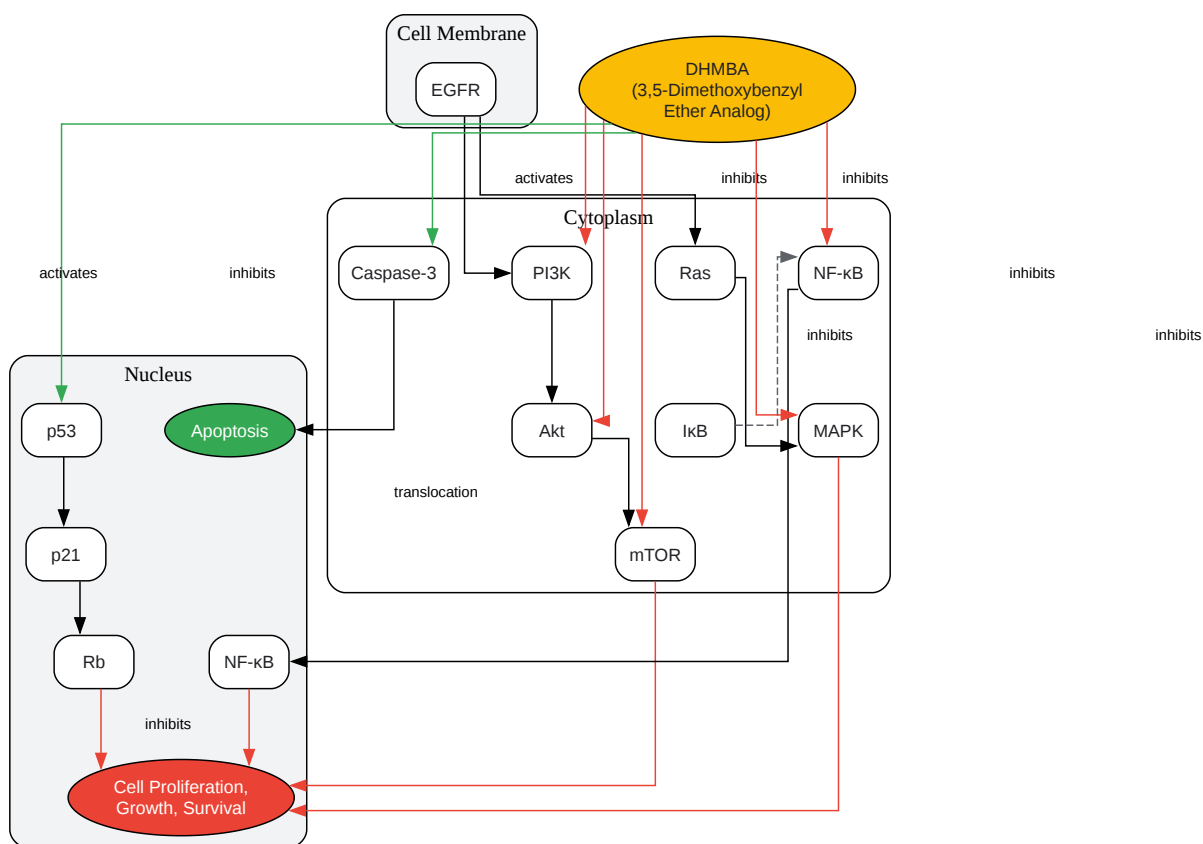 Cell Membrane
EGFR
DHMBA
(3,5-Dimethoxybenzyl
Ether Analog)
activates
inhibits
inhibits
Cytoplasm
Caspase-3
PI3K
Ras
NF-κB
activates
inhibits
inhibits
inhibits
inhibits
Nucleus
p53
Apoptosis
Akt
IκB
MAPK
translocation
p21
mTOR
Rb
NF-κB
inhibits
Cell Proliferation,
Growth, Survival